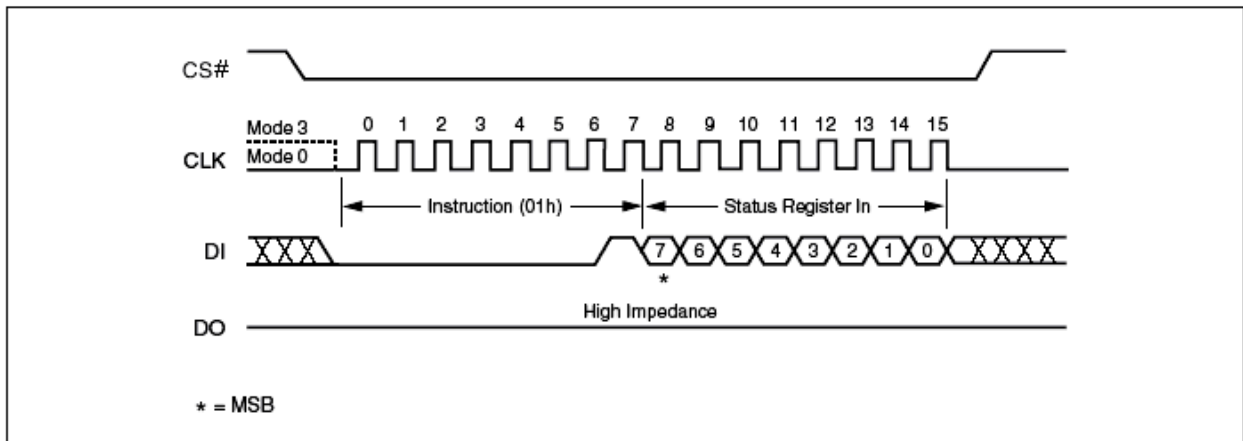 CS#
Mode 3
0 1 2 3 4 5 6 7 8 9 10 11 12 13 14 15
CLK
Mode 0
Instruction (01h) Status Register In
DI 7 6 5 4 3 2 1 0
*
High Impedance
DO
* = MSB